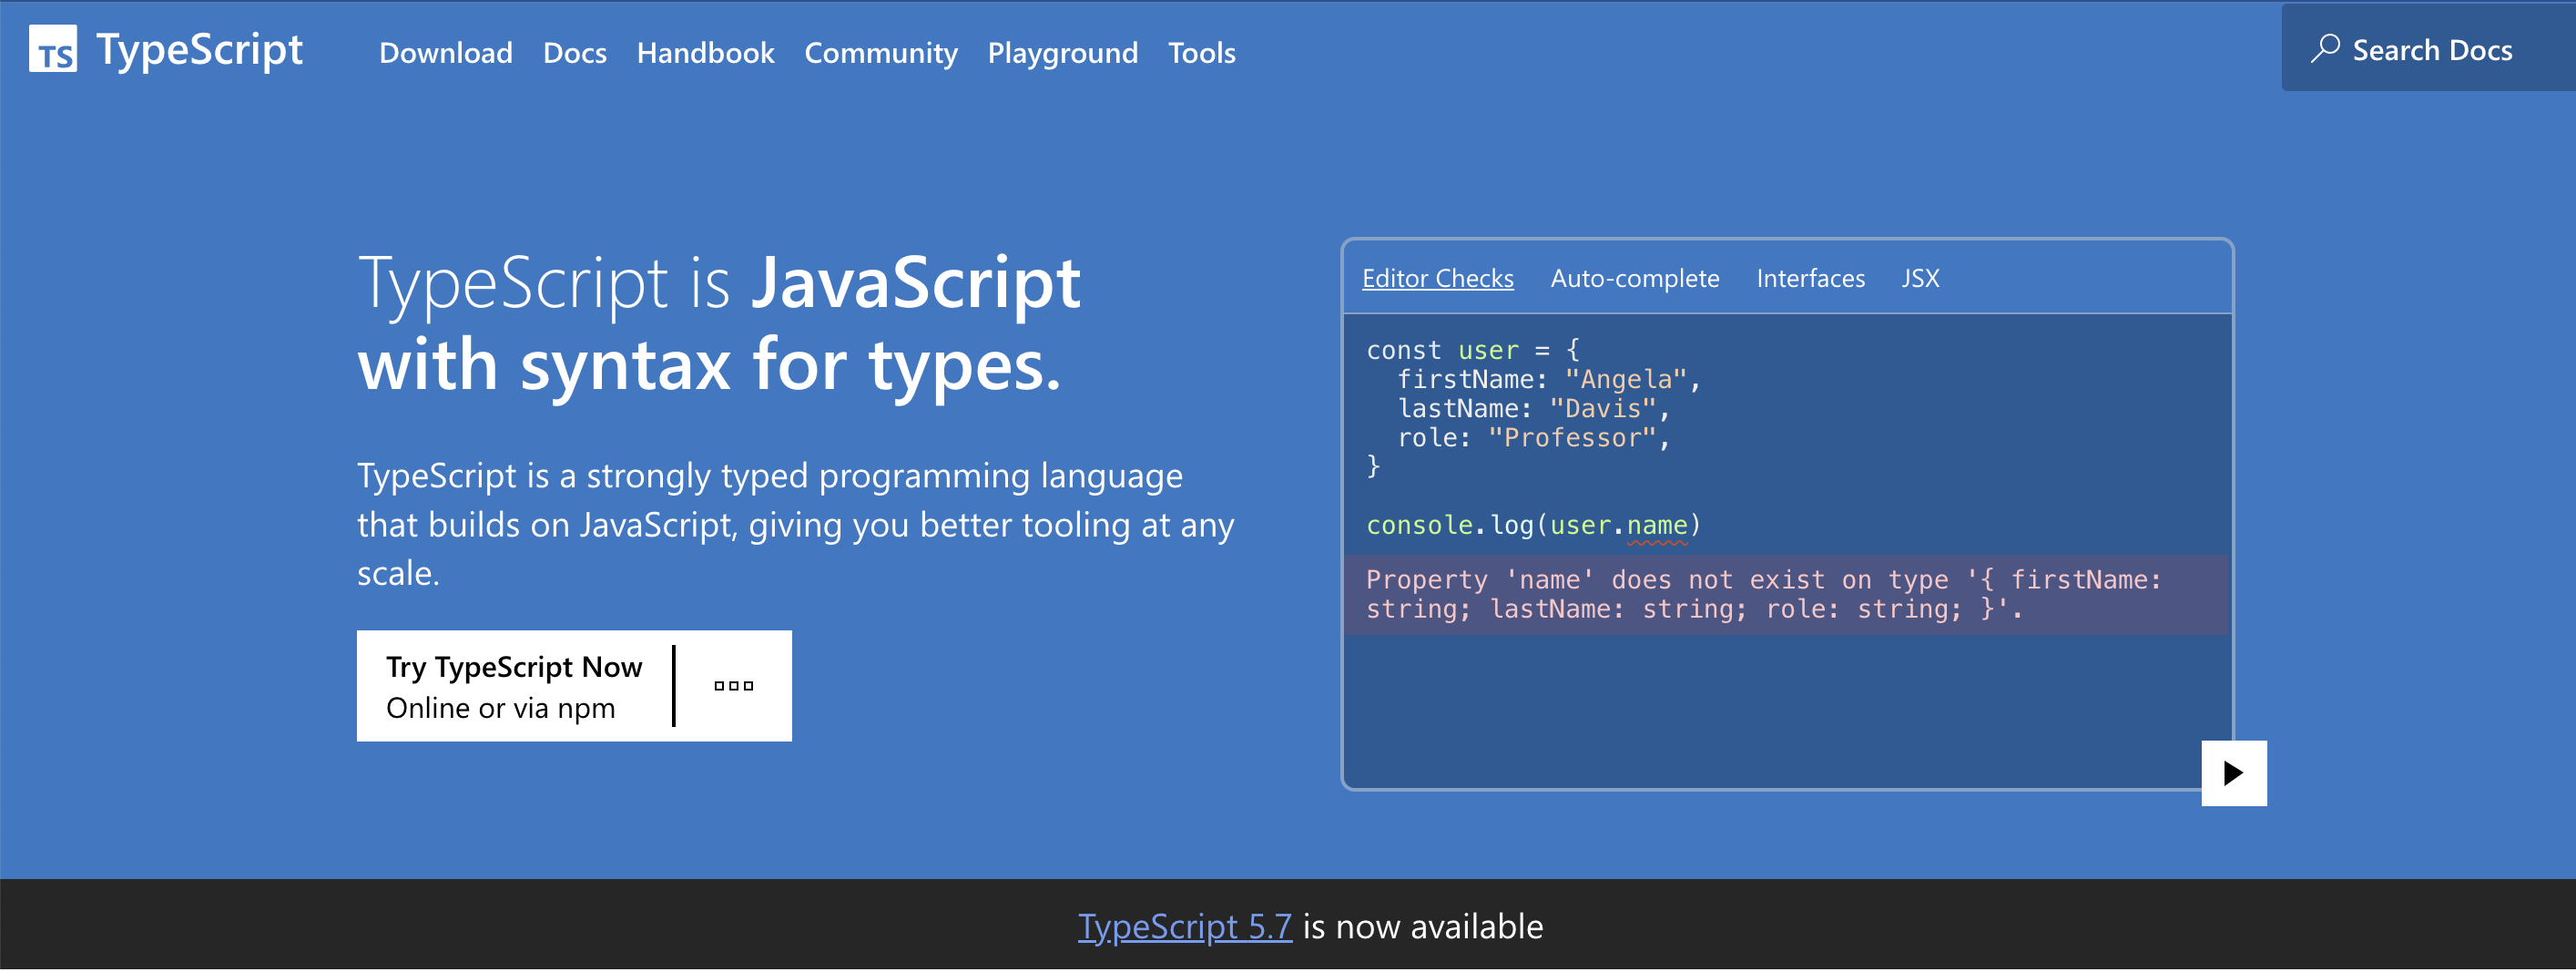 TS TypeScript Download Docs Handbook Community Playground Tools Search Docs
TypeScript is JavaScript
with syntax for types.
TypeScript is a strongly typed programming language
that builds on JavaScript, giving you better tooling at any
scale.
Try TypeScript Now
Online or via npm
Editor Checks Auto-complete Interfaces JSX
const user = {
  firstName: "Angela",
  lastName: "Davis",
  role: "Professor",
}
console.log(user.name)
Property 'name' does not exist on type '{ firstName:
string; lastName: string; role: string; }'.
TypeScript 5.7 is now available